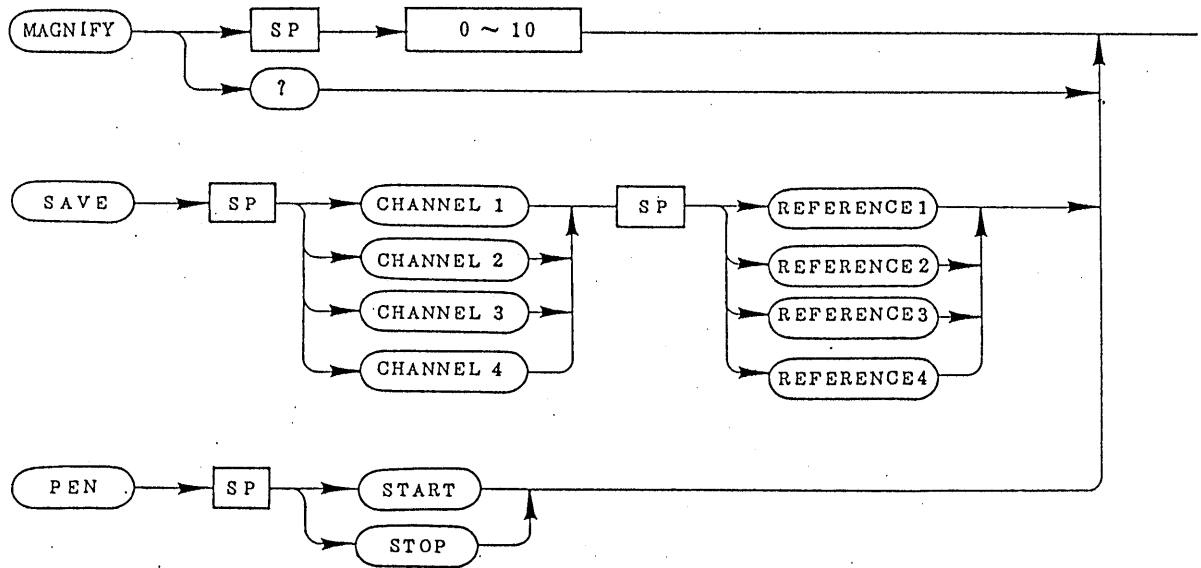 MAGNIFY SP 0 ~ 10
?
SAVE SP CHANNEL 1 SP REFERENCE1
CHANNEL 2 REFERENCE2
CHANNEL 3 REFERENCE3
CHANNEL 4 REFERENCE4
PEN SP START
STOP